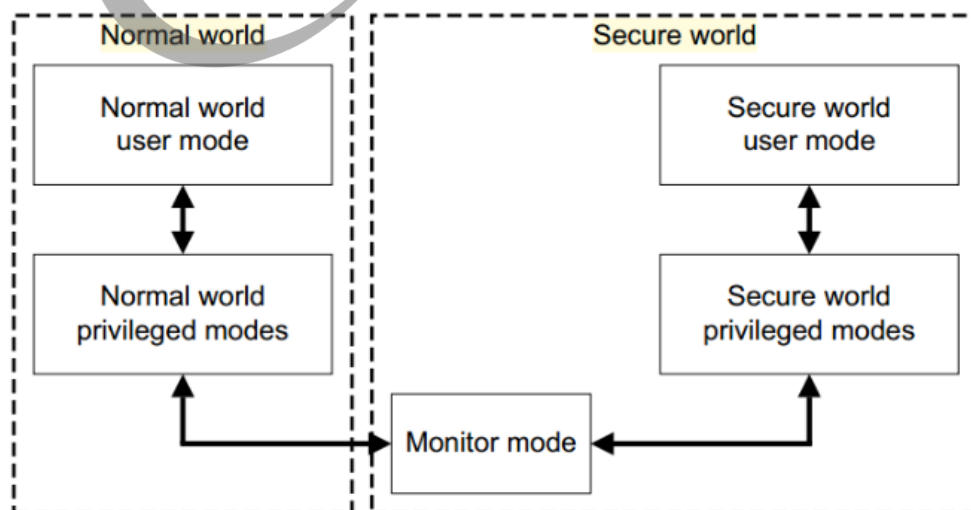 Normal world
Secure world
Normal world
user mode
Secure world
user mode
Normal world
privileged modes
Secure world
privileged modes
Monitor mode